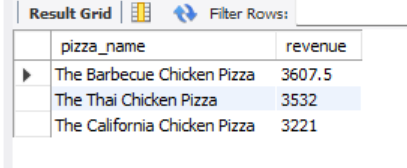 Result Grid Filter Rows:
pizza_name revenue
The Barbecue Chicken Pizza 3607.5
The Thai Chicken Pizza 3532
The California Chicken Pizza 3221